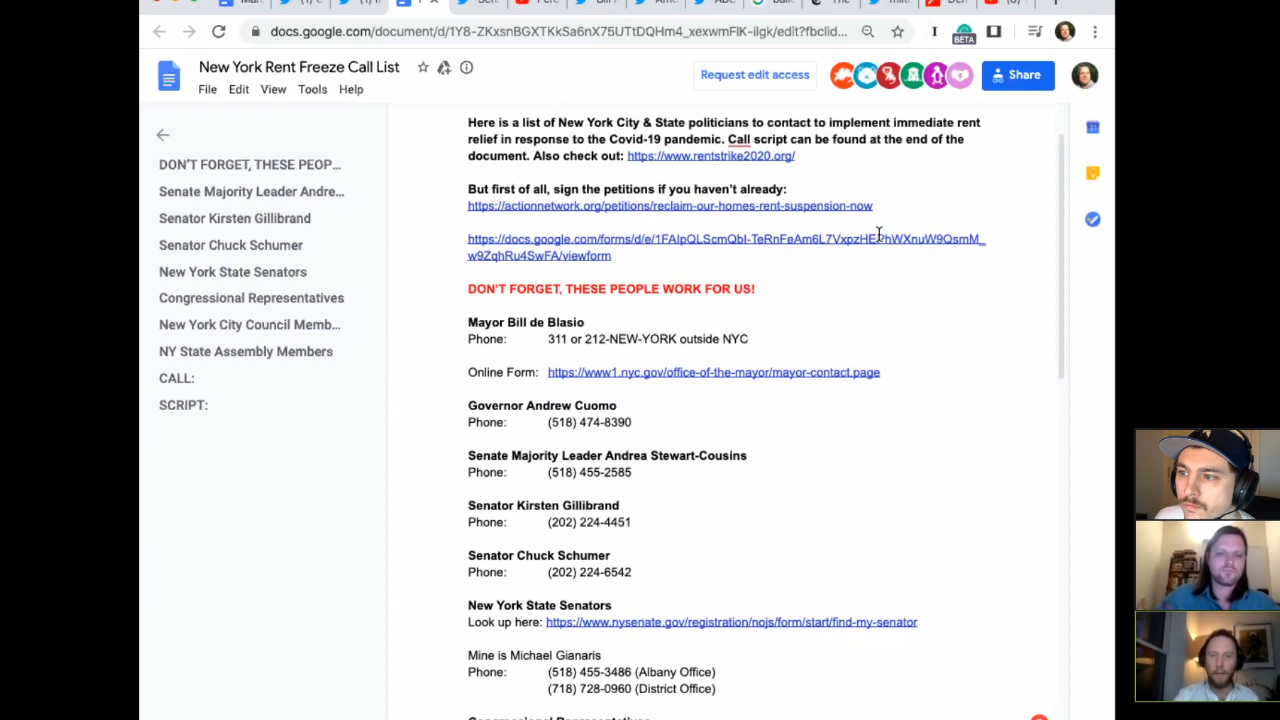 docs.google.com/document/d/1Y8-ZKxsnBGXTKkSa6nX75UTtDQHm4_xexwmFlK-ilgk/edit?fbclid...
BETA
New York Rent Freeze Call List
File Edit View Tools Help
Request edit access
Share
Here is a list of New York City & State politicians to contact to implement immediate rent
relief in response to the Covid-19 pandemic. Call script can be found at the end of the
document. Also check out: https://www.rentstrike2020.org/
But first of all, sign the petitions if you haven't already:
https://actionnetwork.org/petitions/reclaim-our-homes-rent-suspension-now
DON'T FORGET, THESE PEOP...
Senate Majority Leader Andre...
Senator Kirsten Gillibrand
Senator Chuck Schumer
New York State Senators
Congressional Representatives
New York City Council Memb...
NY State Assembly Members
CALL:
SCRIPT:
w9ZqhRu4SwFA/viewform
DON'T FORGET, THESE PEOPLE WORK FOR US!
Mayor Bill de Blasio
Phone: 311 or 212-NEW-YORK outside NYC
Online Form: https://www1.nyc.gov/office-of-the-mayor/mayor-contact.page
Governor Andrew Cuomo
Phone: (518) 474-8390
Senate Majority Leader Andrea Stewart-Cousins
Phone: (518) 455-2585
Senator Kirsten Gillibrand
Phone: (202) 224-4451
Senator Chuck Schumer
Phone: (202) 224-6542
New York State Senators
Look up here: https://www.nysenate.gov/registration/nojs/form/start/find-my-senator
Mine is Michael Gianaris
Phone: (518) 455-3486 (Albany Office)
(718) 728-0960 (District Office)
Congressional Representatives